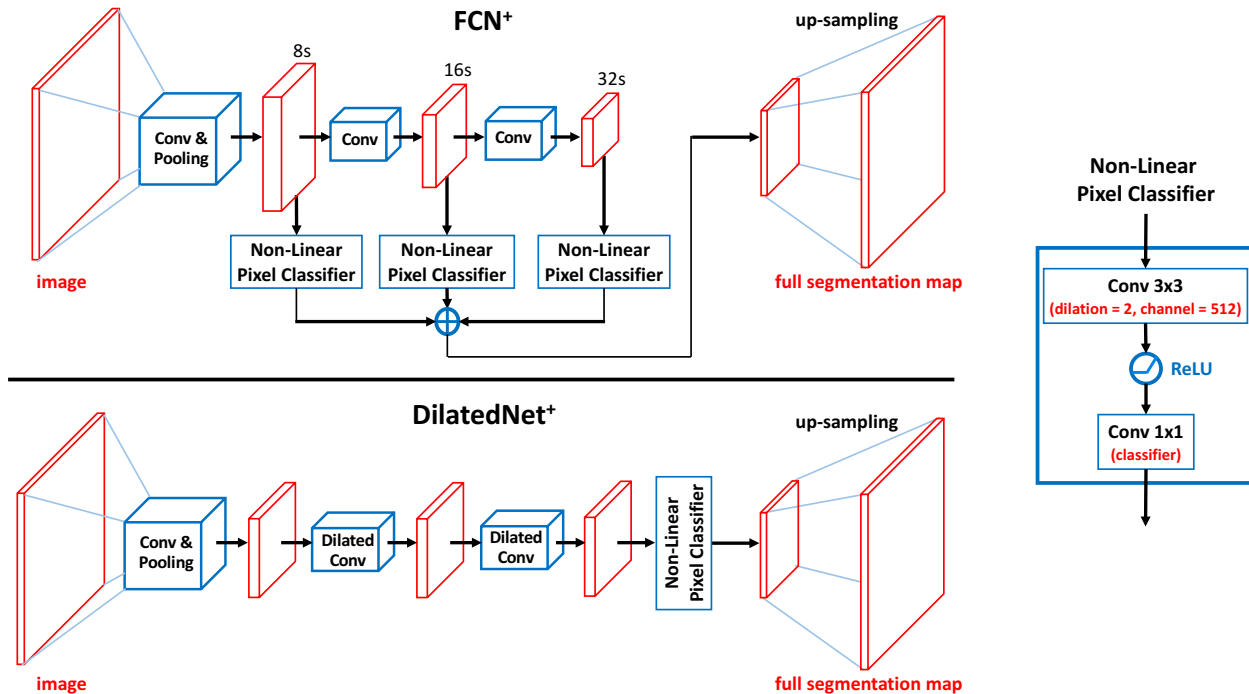 FCN+
up-sampling
8s
16s
32s
Conv &
Pooling
Conv
Conv
Non-Linear
Pixel Classifier
Non-Linear
Pixel Classifier
Non-Linear
Pixel Classifier
image
full segmentation map
DilatedNet+
up-sampling
Conv &
Pooling
Dilated
Conv
Dilated
Conv
Non-Linear
Pixel Classifier
image
full segmentation map
Non-Linear
Pixel Classifier
Conv 3x3
(dilation = 2, channel = 512)
ReLU
Conv 1x1
(classifier)